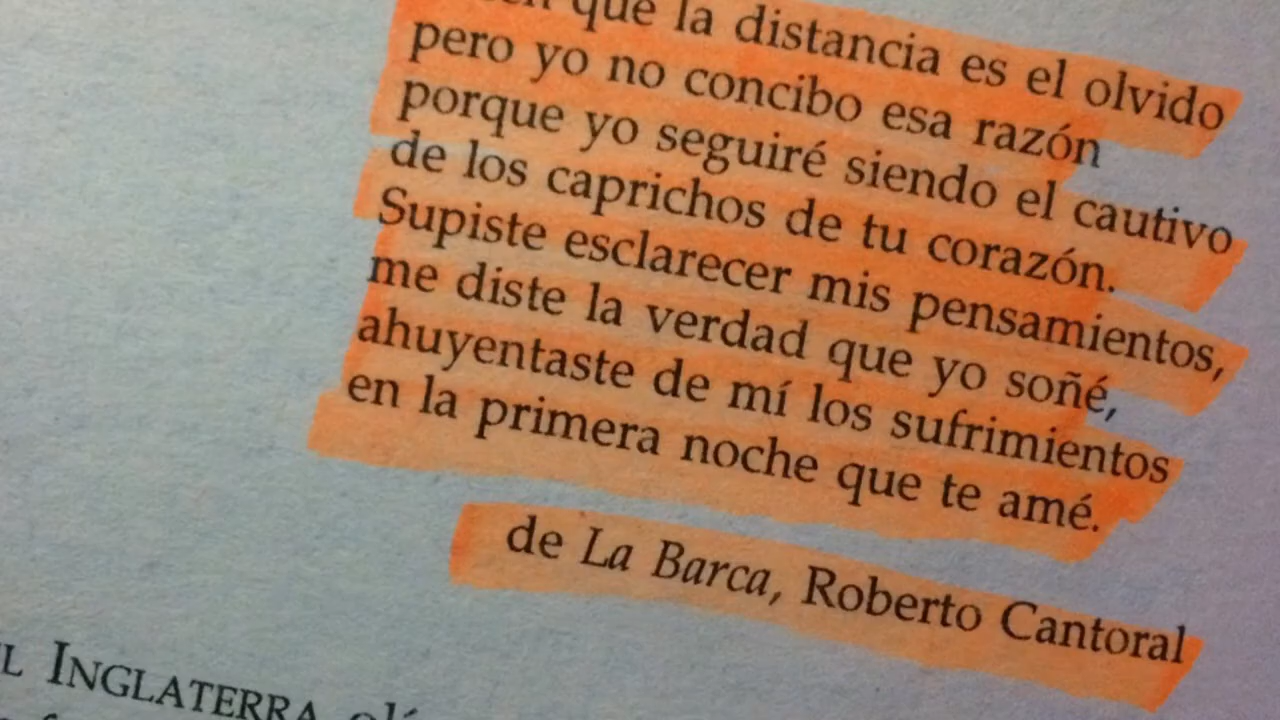 que la distancia es el olvido
pero yo no concibo esa razón
porque yo seguiré siendo el cautivo
de los caprichos de tu corazón.
Supiste esclarecer mis pensamientos,
me diste la verdad que yo soñé,
ahuyentaste de mí los sufrimientos
en la primera noche que te amé.
de La Barca, Roberto Cantoral
INGLATERRA